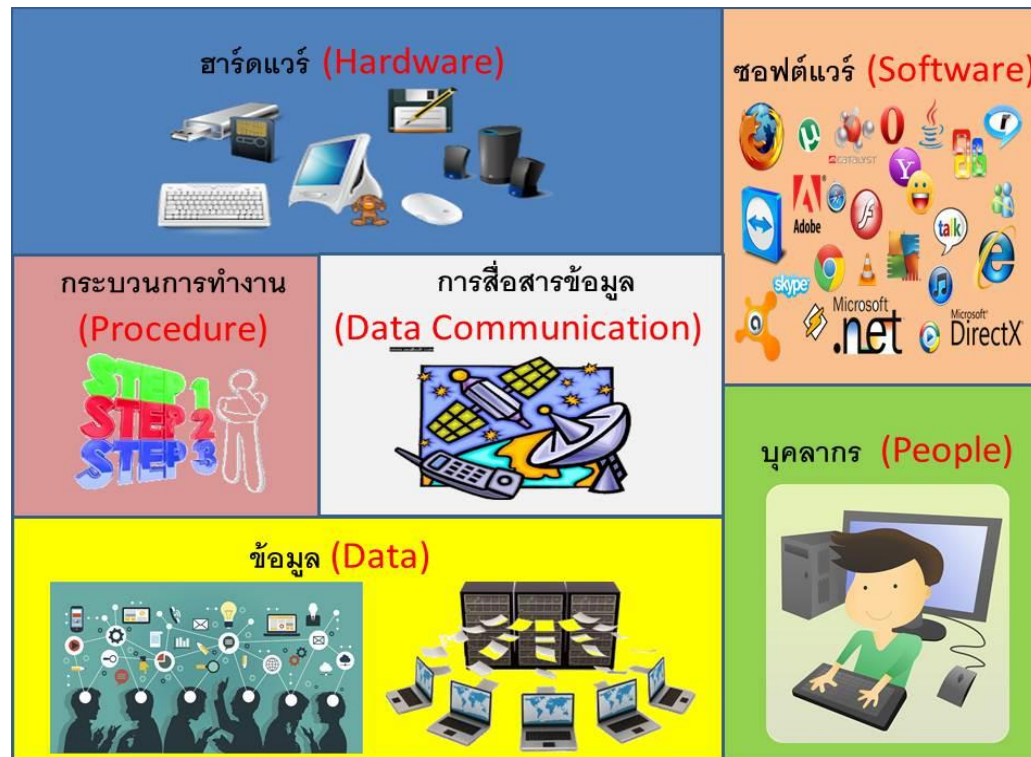 ฮาร์ดแวร์ (Hardware)
ซอฟต์แวร์ (Software)
CATALYST
Adobe
talk
skype
Microsoft
.net
Microsoft
DirectX
กระบวนการทำงาน
(Procedure)
STEP 1
STEP 2
STEP 3
การสื่อสารข้อมูล
(Data Communication)
บุคลากร (People)
ข้อมูล (Data)